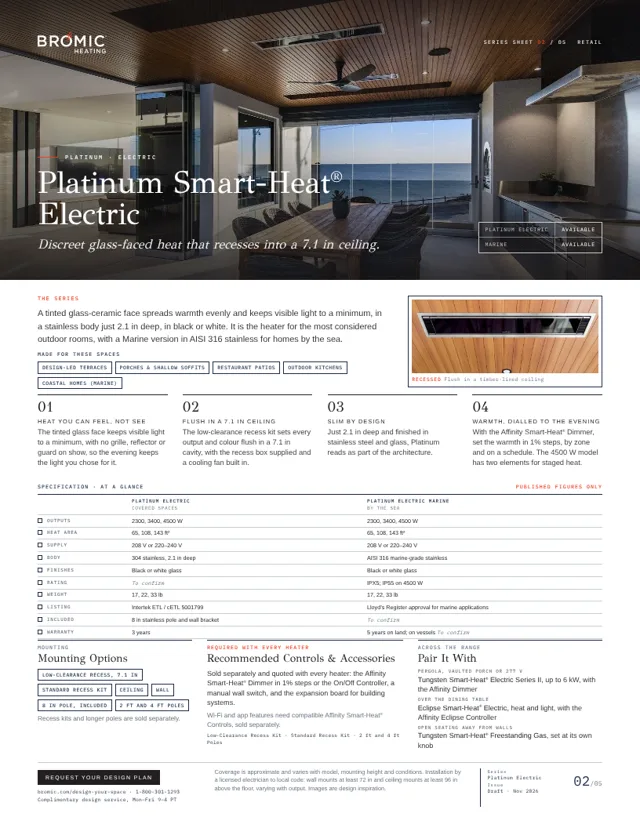 BROMIC
HEATING
SERIES SHEET 02 / 05 RETAIL
PLATINUM · ELECTRIC
Platinum Smart-Heat®
Electric
Discreet glass-faced heat that recesses into a 7.1 in ceiling.
PLATINUM ELECTRIC AVAILABLE
MARINE AVAILABLE
THE SERIES
A tinted glass-ceramic face spreads warmth evenly and keeps visible light to a minimum, in
a stainless body just 2.1 in deep, in black or white. It is the heater for the most considered
outdoor rooms, with a Marine version in AISI 316 stainless for homes by the sea.
MADE FOR THESE SPACES
DESIGN-LED TERRACES PORCHES & SHALLOW SOFFITS RESTAURANT PATIOS OUTDOOR KITCHENS
COASTAL HOMES (MARINE)
RECESSED Flush in a timber-lined ceiling
01
HEAT YOU CAN FEEL, NOT SEE
The tinted glass face keeps visible light
to a minimum, with no grille, reflector or
guard on show, so the evening keeps
the light you chose for it.
02
FLUSH IN A 7.1 IN CEILING
The low-clearance recess kit sets every
output and colour flush in a 7.1 in
cavity, with the recess box supplied and
a cooling fan built in.
03
SLIM BY DESIGN
Just 2.1 in deep and finished in
stainless steel and glass, Platinum
reads as part of the architecture.
04
WARMTH, DIALLED TO THE EVENING
With the Affinity Smart-Heat® Dimmer,
set the warmth in 1% steps, by zone
and on a schedule. The 4500 W model
has two elements for staged heat.
SPECIFICATION · AT A GLANCE PUBLISHED FIGURES ONLY
PLATINUM ELECTRIC PLATINUM ELECTRIC MARINE
COVERED SPACES BY THE SEA
OUTPUTS 2300, 3400, 4500 W 2300, 3400, 4500 W
HEAT AREA 65, 108, 143 ft² 65, 108, 143 ft²
SUPPLY 208 V or 220–240 V 208 V or 220–240 V
BODY 304 stainless, 2.1 in deep AISI 316 marine-grade stainless
FINISHES Black or white glass Black or white glass
RATING To confirm IPX5; IP55 on 4500 W
WEIGHT 17, 22, 33 lb 17, 22, 33 lb
LISTING Intertek ETL / cETL 5001799 Lloyd's Register approval for marine applications
INCLUDED 8 in stainless pole and wall bracket To confirm
WARRANTY 3 years 5 years on land; on vessels To confirm
MOUNTING
Mounting Options
LOW-CLEARANCE RECESS, 7.1 IN
STANDARD RECESS KIT CEILING WALL
8 IN POLE, INCLUDED 2 FT AND 4 FT POLES
Recess kits and longer poles are sold separately.
REQUIRED WITH EVERY HEATER
Recommended Controls & Accessories
Sold separately and quoted with every heater: the Affinity
Smart-Heat® Dimmer in 1% steps or the On/Off Controller, a
manual wall switch, and the expansion board for building
systems.
Wi-Fi and app features need compatible Affinity Smart-Heat®
Controls, sold separately.
Low-Clearance Recess Kit · Standard Recess Kit · 2 ft and 4 ft
Poles
ACROSS THE RANGE
Pair It With
PERGOLA, VAULTED PORCH OR 2?? V
Tungsten Smart-Heat® Electric Series II, up to 6 kW, with
the Affinity Dimmer
OVER THE DINING TABLE
Eclipse Smart-Heat® Electric, heat and light, with the
Affinity Eclipse Controller
OPEN SEATING AWAY FROM WALLS
Tungsten Smart-Heat® Freestanding Gas, set at its own
knob
REQUEST YOUR DESIGN PLAN
bromic.com/design-your-space · 1-800-301-1293
Complimentary design service, Mon-Fri 9-4 PT
Coverage is approximate and varies with model, mounting height and conditions. Installation by
a licensed electrician to local code: wall mounts at least 72 in and ceiling mounts at least 96 in
above the floor, varying with output. Images are design inspiration.
Series
Platinum Electric
Issue
Draft · Nov 2026
02/05